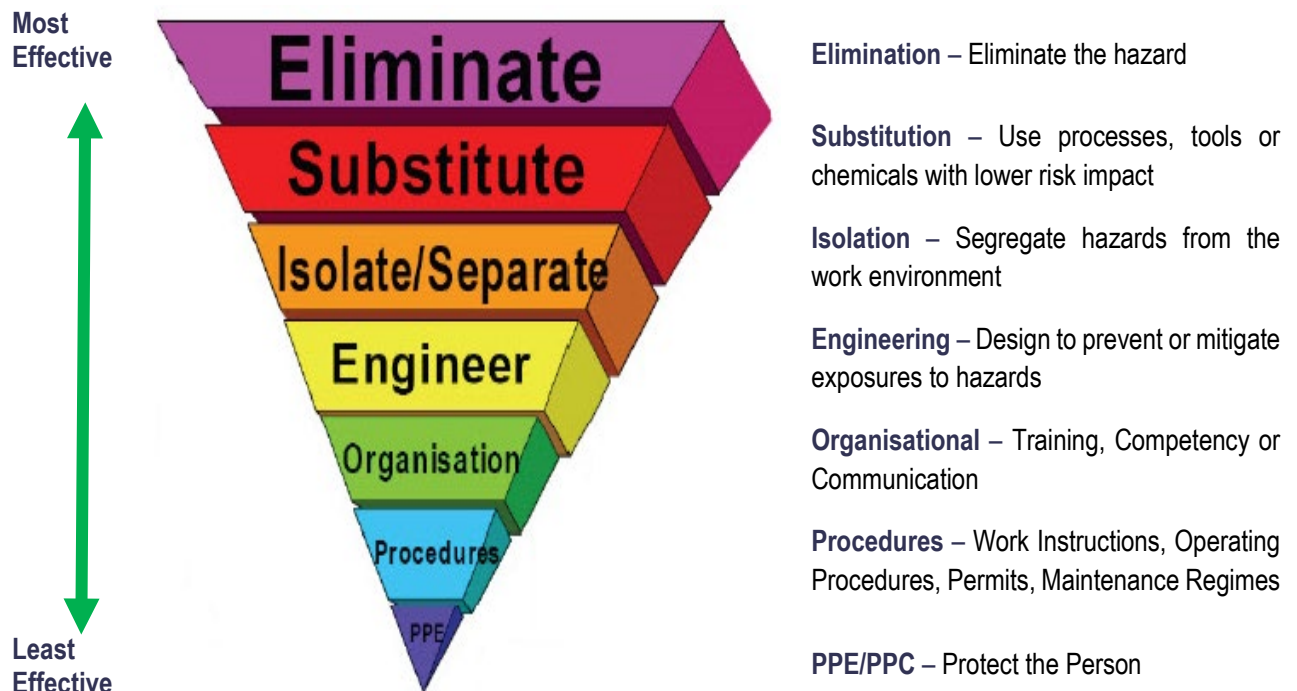 Most
Effective
Eliminate
Elimination – Eliminate the hazard
Substitute
Substitution – Use processes, tools or
chemicals with lower risk impact
Isolate/Separate
Isolation – Segregate hazards from the
work environment
Engineer
Engineering – Design to prevent or mitigate
exposures to hazards
Organisation
Organisational – Training, Competency or
Communication
Procedures
Procedures – Work Instructions, Operating
Procedures, Permits, Maintenance Regimes
PPE
PPE/PPC – Protect the Person
Least
Effective